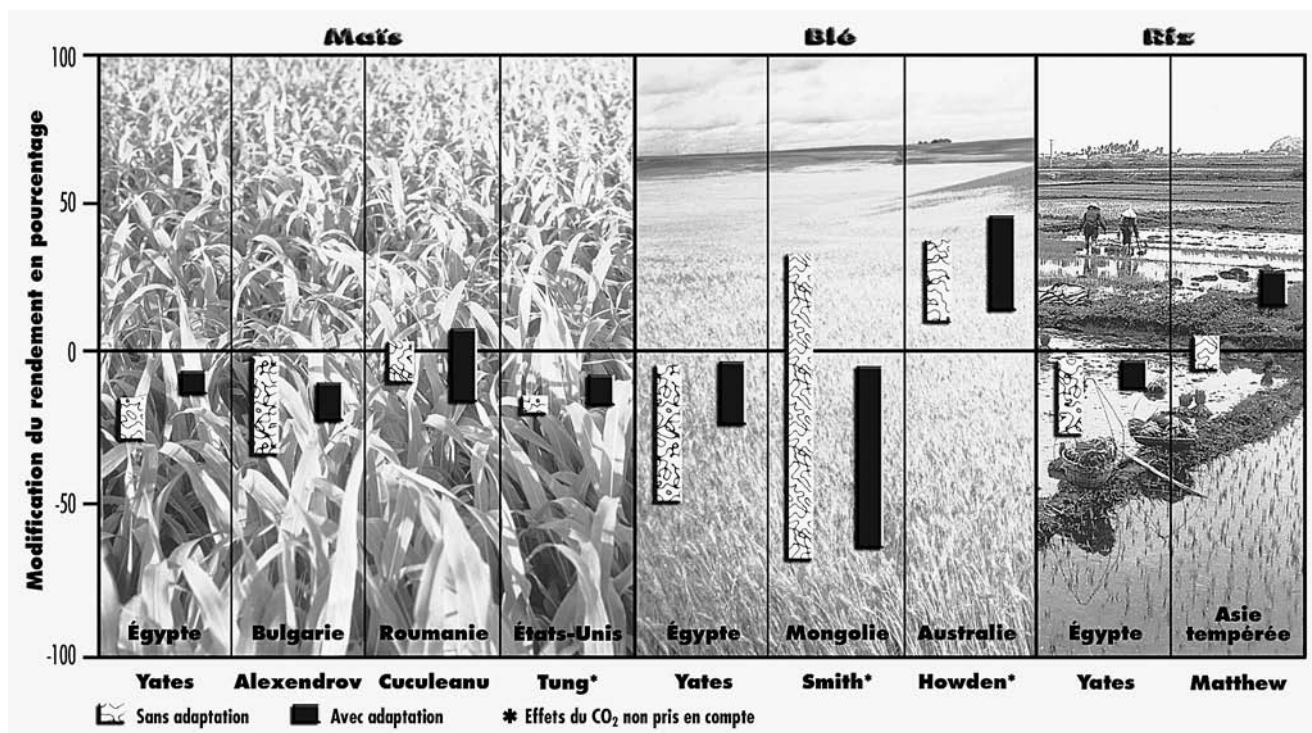 Maïs Blé Riz
Modification du rendement en pourcentage
100
50
0
-50
-100
Égypte Bulgarie Roumanie États-Unis Égypte Mongolie Australie Égypte Asie tempérée
Yates Alexendrov Cuculeanu Tung* Yates Smith* Howden* Yates Matthew
Sans adaptation Avec adaptation * Effets du CO₂ non pris en compte